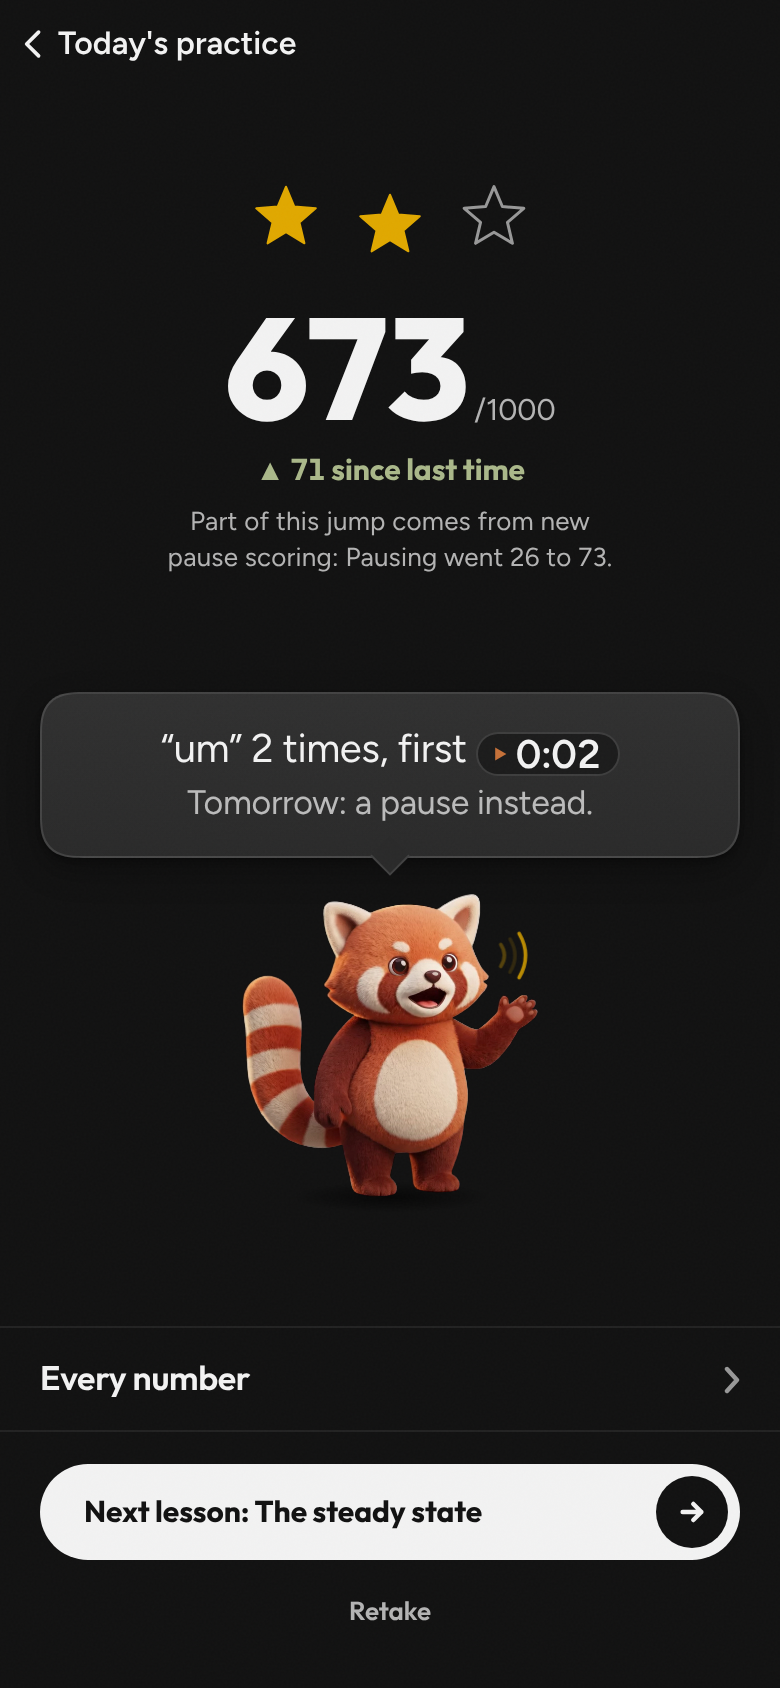 Today's practice
673/1000
▲ 71 since last time
Part of this jump comes from new
pause scoring: Pausing went 26 to 73.
“um” 2 times, first ▸ 0:02
Tomorrow: a pause instead.
Every number
Next lesson: The steady state
Retake